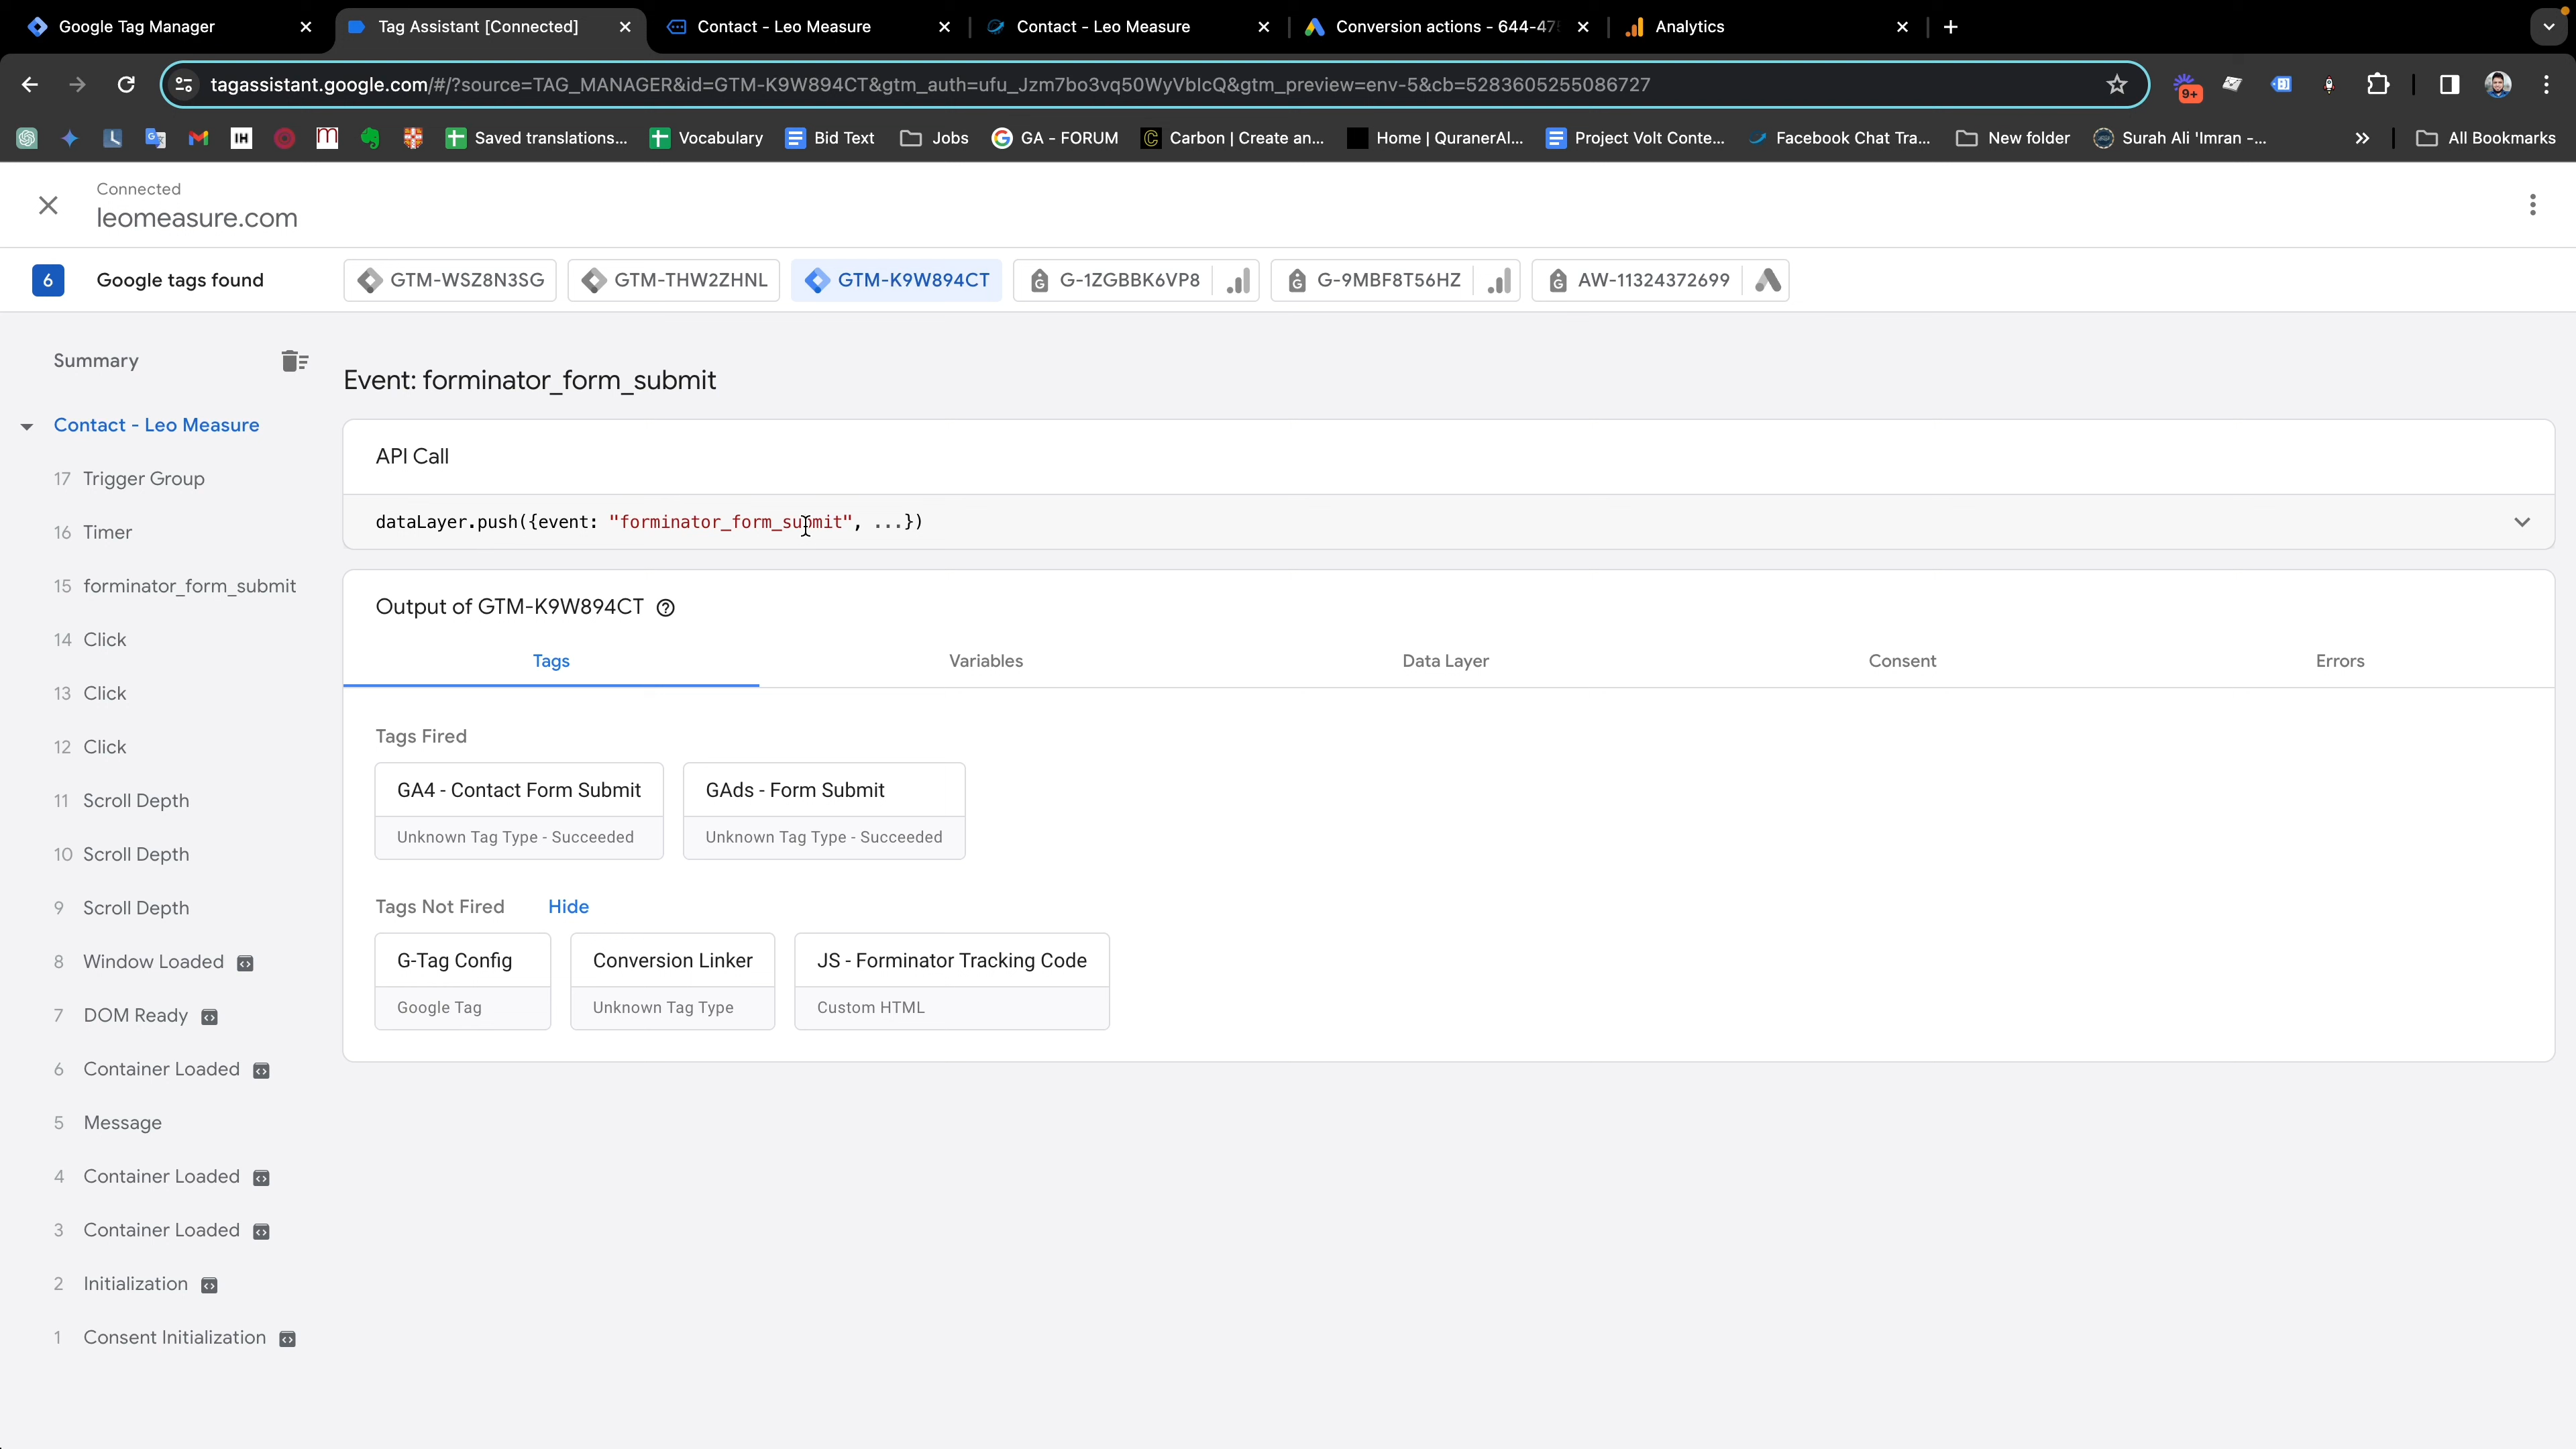 Google Tag Manager
Tag Assistant [Connected]
Contact - Leo Measure
Contact - Leo Measure
Conversion actions - 644-475
Analytics
tagassistant.google.com/#/?source=TAG_MANAGER&id=GTM-K9W894CT&gtm_auth=ufu_Jzm7bo3vq50WyVblcQ&gtm_preview=env-5&cb=5283605255086727
9+
Saved translations...
Vocabulary
Bid Text
Jobs
GA - FORUM
Carbon | Create an...
Home | QuranerAl...
Project Volt Conte...
Facebook Chat Tra...
New folder
Surah Ali 'Imran -...
All Bookmarks
Connected
leomeasure.com
6 Google tags found
GTM-WSZ8N3SG
GTM-THW2ZHNL
GTM-K9W894CT
G-1ZGBBK6VP8
G-9MBF8T56HZ
AW-11324372699
Summary
Contact - Leo Measure
17 Trigger Group
16 Timer
15 forminator_form_submit
14 Click
13 Click
12 Click
11 Scroll Depth
10 Scroll Depth
9 Scroll Depth
8 Window Loaded
7 DOM Ready
6 Container Loaded
5 Message
4 Container Loaded
3 Container Loaded
2 Initialization
1 Consent Initialization
Event: forminator_form_submit
API Call
dataLayer.push({event: "forminator_form_submit", ...})
Output of GTM-K9W894CT
Tags
Variables
Data Layer
Consent
Errors
Tags Fired
GA4 - Contact Form Submit
Unknown Tag Type - Succeeded
GAds - Form Submit
Unknown Tag Type - Succeeded
Tags Not Fired Hide
G-Tag Config
Google Tag
Conversion Linker
Unknown Tag Type
JS - Forminator Tracking Code
Custom HTML